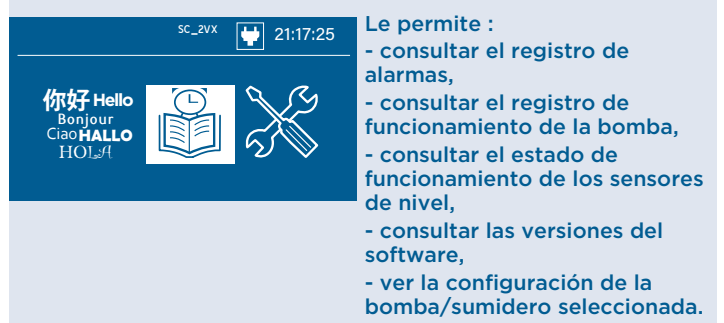 SC_2VX 21:17:25
你好 Hello
Bonjour
Ciao HALLO
HOLA
Le permite :
- consultar el registro de
alarmas,
- consultar el registro de
funcionamiento de la bomba,
- consultar el estado de
funcionamiento de los sensores
de nivel,
- consultar las versiones del
software,
- ver la configuración de la
bomba/sumidero seleccionada.